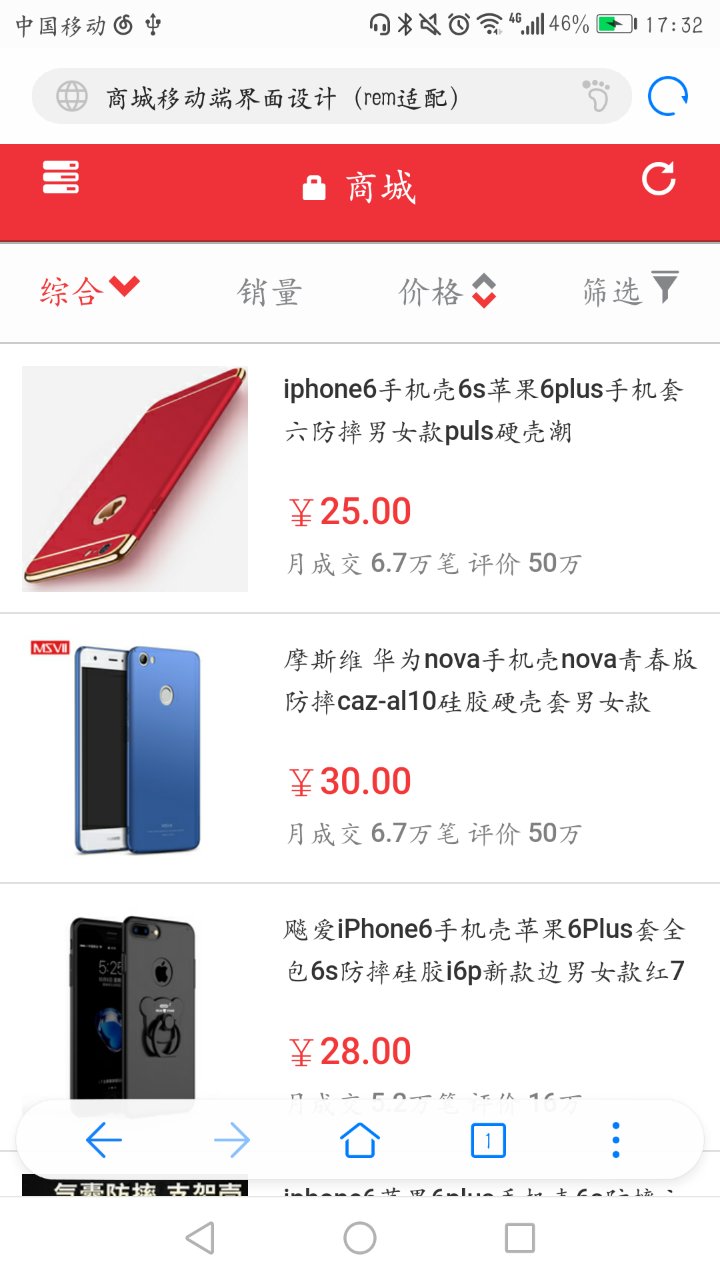 中国移动 4G 46% 17:32
商城移动端界面设计（rem适配）
商城
综合 销量 价格 筛选
iphone6手机壳6s苹果6plus手机套
六防摔男女款puls硬壳潮
￥25.00
月成交 6.7万笔 评价 50万
MSVII
摩斯维 华为nova手机壳nova青春版
防摔caz-al10硅胶硬壳套男女款
￥30.00
月成交 6.7万笔 评价 50万
5:25
飚爱iPhone6手机壳苹果6Plus套全
包6s防摔硅胶i6p新款边男女款红7
￥28.00
月成交 5.2万笔 评价 16万
1
气囊防摔 支架壳
iphone6苹果6plus手机壳6s防摔